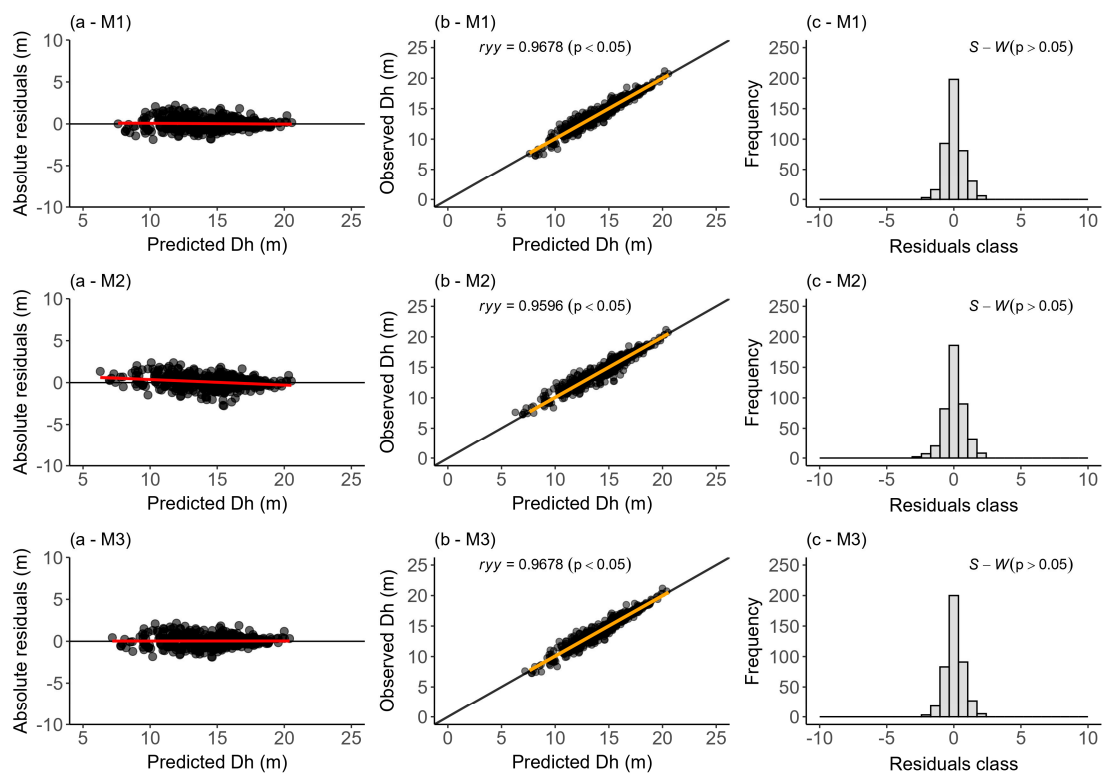 (a - M1)
Absolute residuals (m)
10
5
0
-5
-10
5 10 15 20 25
Predicted Dh (m)
(b - M1)
ryy = 0.9678 (p < 0.05)
Observed Dh (m)
25
20
15
10
5
0
0 5 10 15 20 25
Predicted Dh (m)
(c - M1)
S − W(p > 0.05)
Frequency
250
200
150
100
50
0
-10 -5 0 5 10
Residuals class
(a - M2)
Absolute residuals (m)
10
5
0
-5
-10
5 10 15 20 25
Predicted Dh (m)
(b - M2)
ryy = 0.9596 (p < 0.05)
Observed Dh (m)
25
20
15
10
5
0
0 5 10 15 20 25
Predicted Dh (m)
(c - M2)
S − W(p > 0.05)
Frequency
250
200
150
100
50
0
-10 -5 0 5 10
Residuals class
(a - M3)
Absolute residuals (m)
10
5
0
-5
-10
5 10 15 20 25
Predicted Dh (m)
(b - M3)
ryy = 0.9678 (p < 0.05)
Observed Dh (m)
25
20
15
10
5
0
0 5 10 15 20 25
Predicted Dh (m)
(c - M3)
S − W(p > 0.05)
Frequency
250
200
150
100
50
0
-10 -5 0 5 10
Residuals class